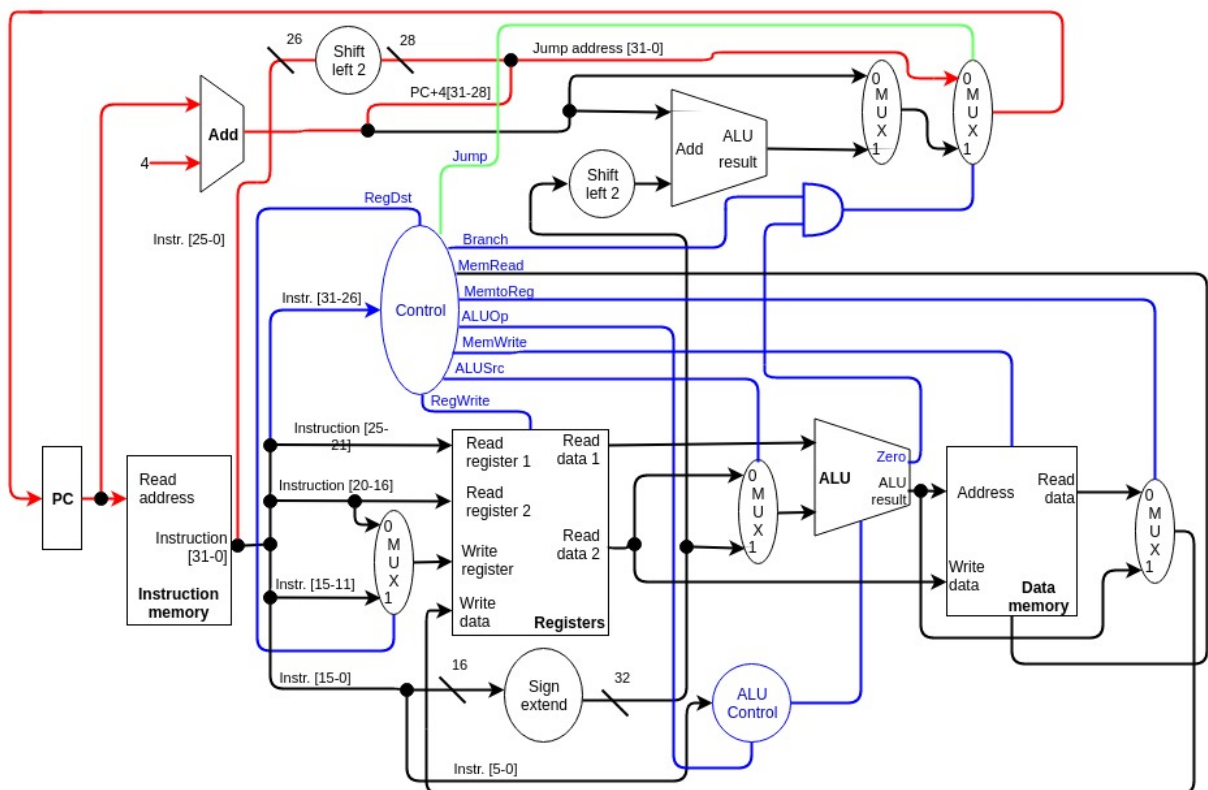 26
28
Shift
left 2
Jump address [31-0]
PC+4[31-28]
Add
4
Jump
0
M
U
X
1
0
M
U
X
1
Add
ALU
result
Shift
left 2
RegDst
Instr. [25-0]
Branch
MemRead
MemtoReg
ALUOp
MemWrite
ALUSrc
RegWrite
Instr. [31-26]
Control
Instruction [25-
21]
Instruction [20-16]
Instr. [15-11]
Instr. [15-0]
Instr. [5-0]
PC
Read
address
Instruction
[31-0]
Instruction
memory
0
M
U
X
1
Read
register 1
Read
register 2
Write
register
Write
data
Read
data 1
Read
data 2
Registers
0
M
U
X
1
ALU
Zero
ALU
result
Address
Read
data
Write
data
Data
memory
0
M
U
X
1
16
Sign
extend
32
ALU
Control